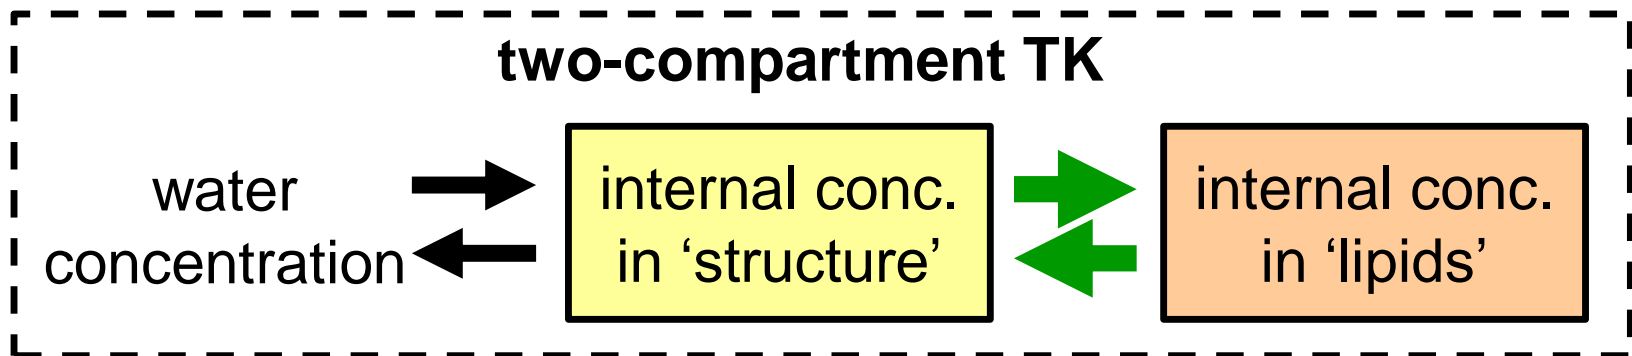 two-compartment TK
water
concentration
internal conc.
in ‘structure’
internal conc.
in ‘lipids’